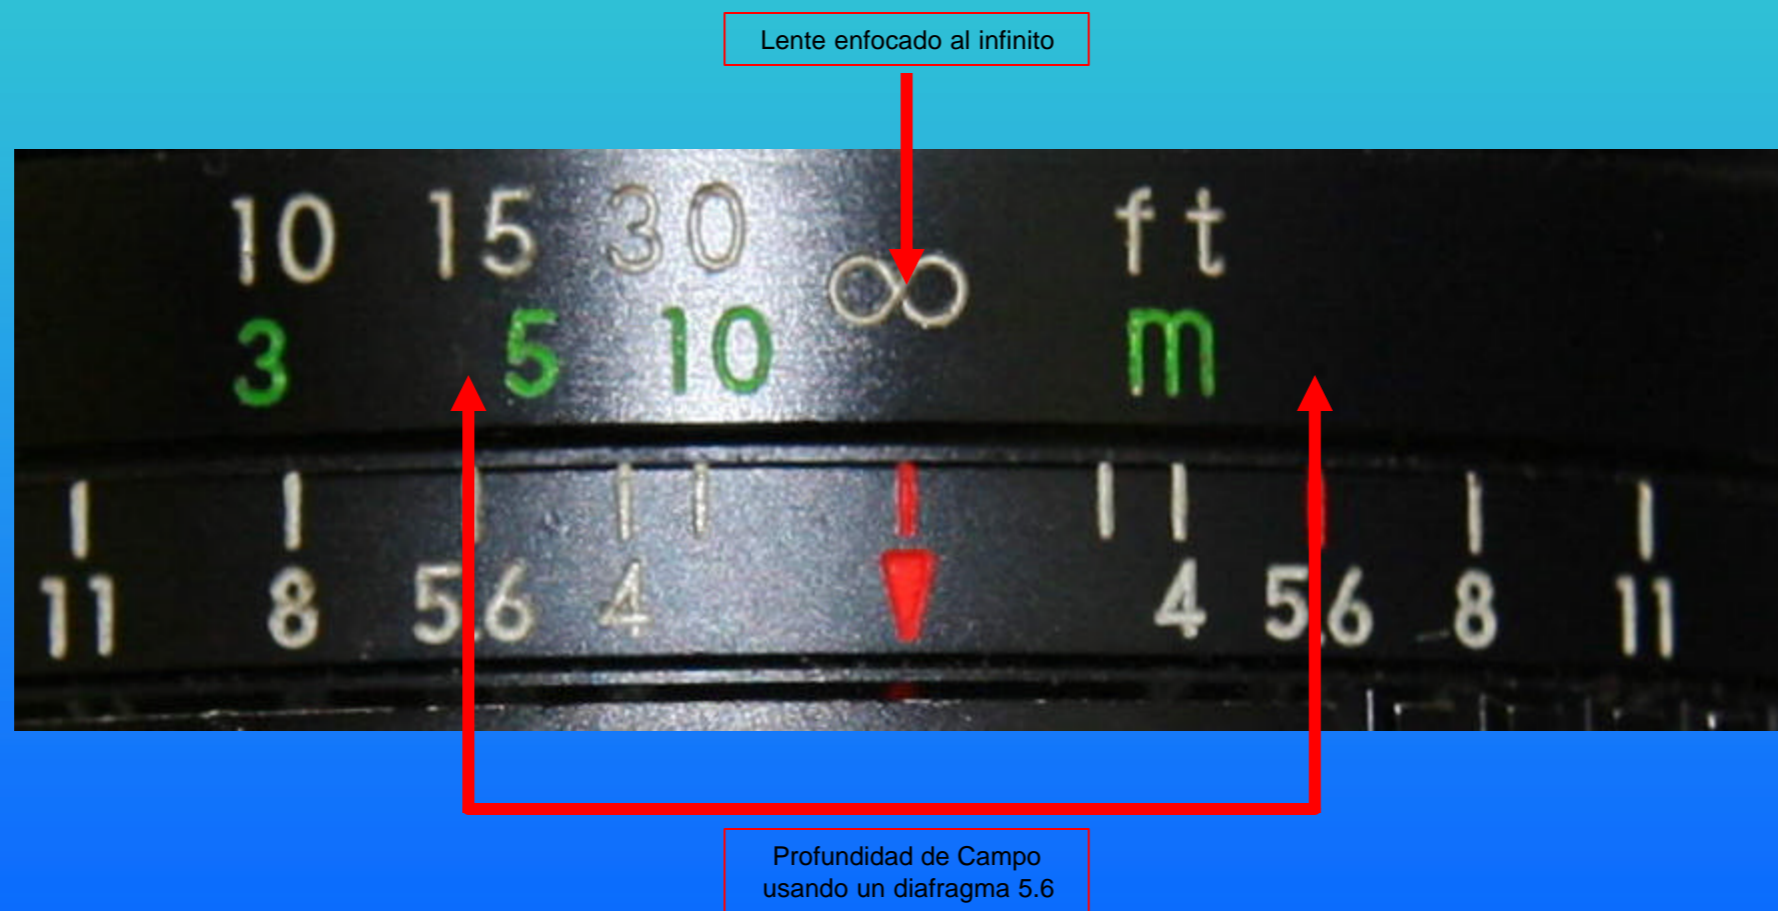 Lente enfocado al infinito
10 15 30 ∞ ft
3 5 10 m
11 8 5.6 4 4 5.6 8 11
Profundidad de Campo
usando un diafragma 5.6